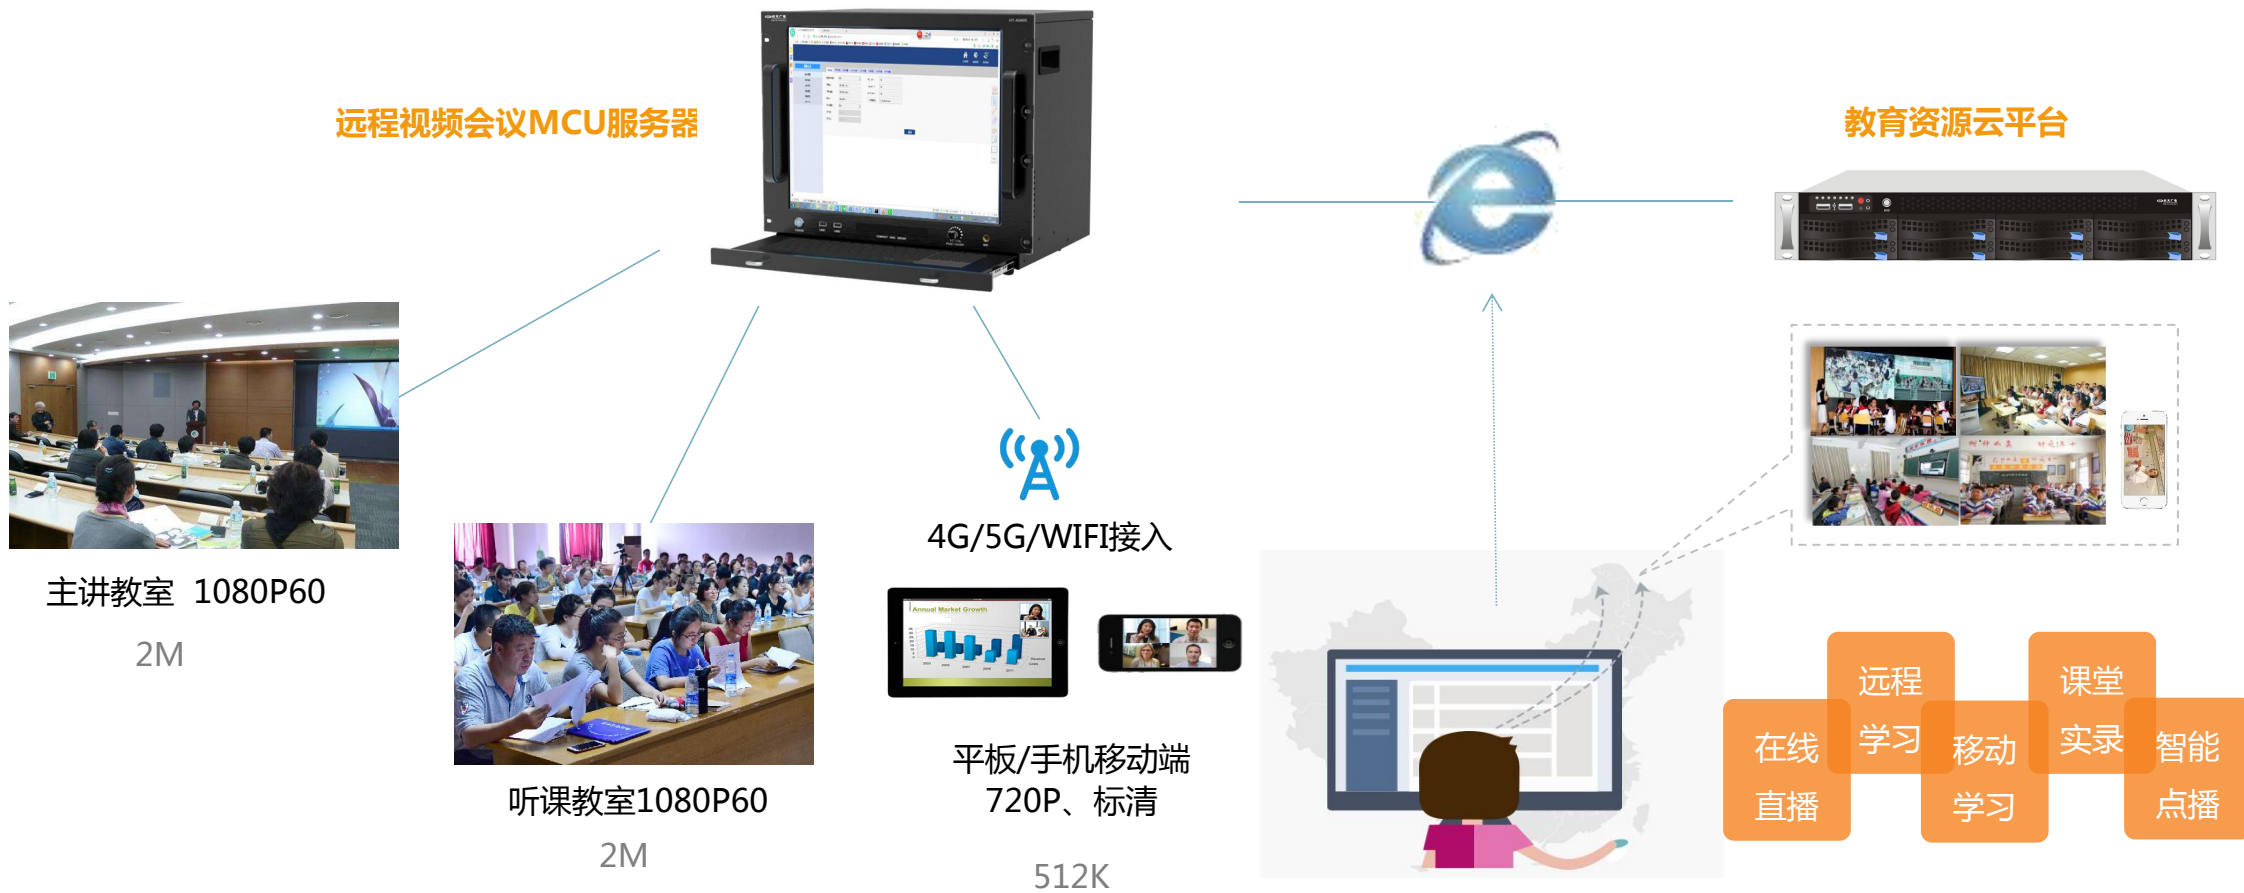 远程视频会议MCU服务器
教育资源云平台
主讲教室 1080P60
2M
听课教室1080P60
2M
4G/5G/WIFI接入
Annual Market Growth
平板/手机移动端
720P、标清
512K
在线
直播
远程
学习
移动
学习
课堂
实录
智能
点播